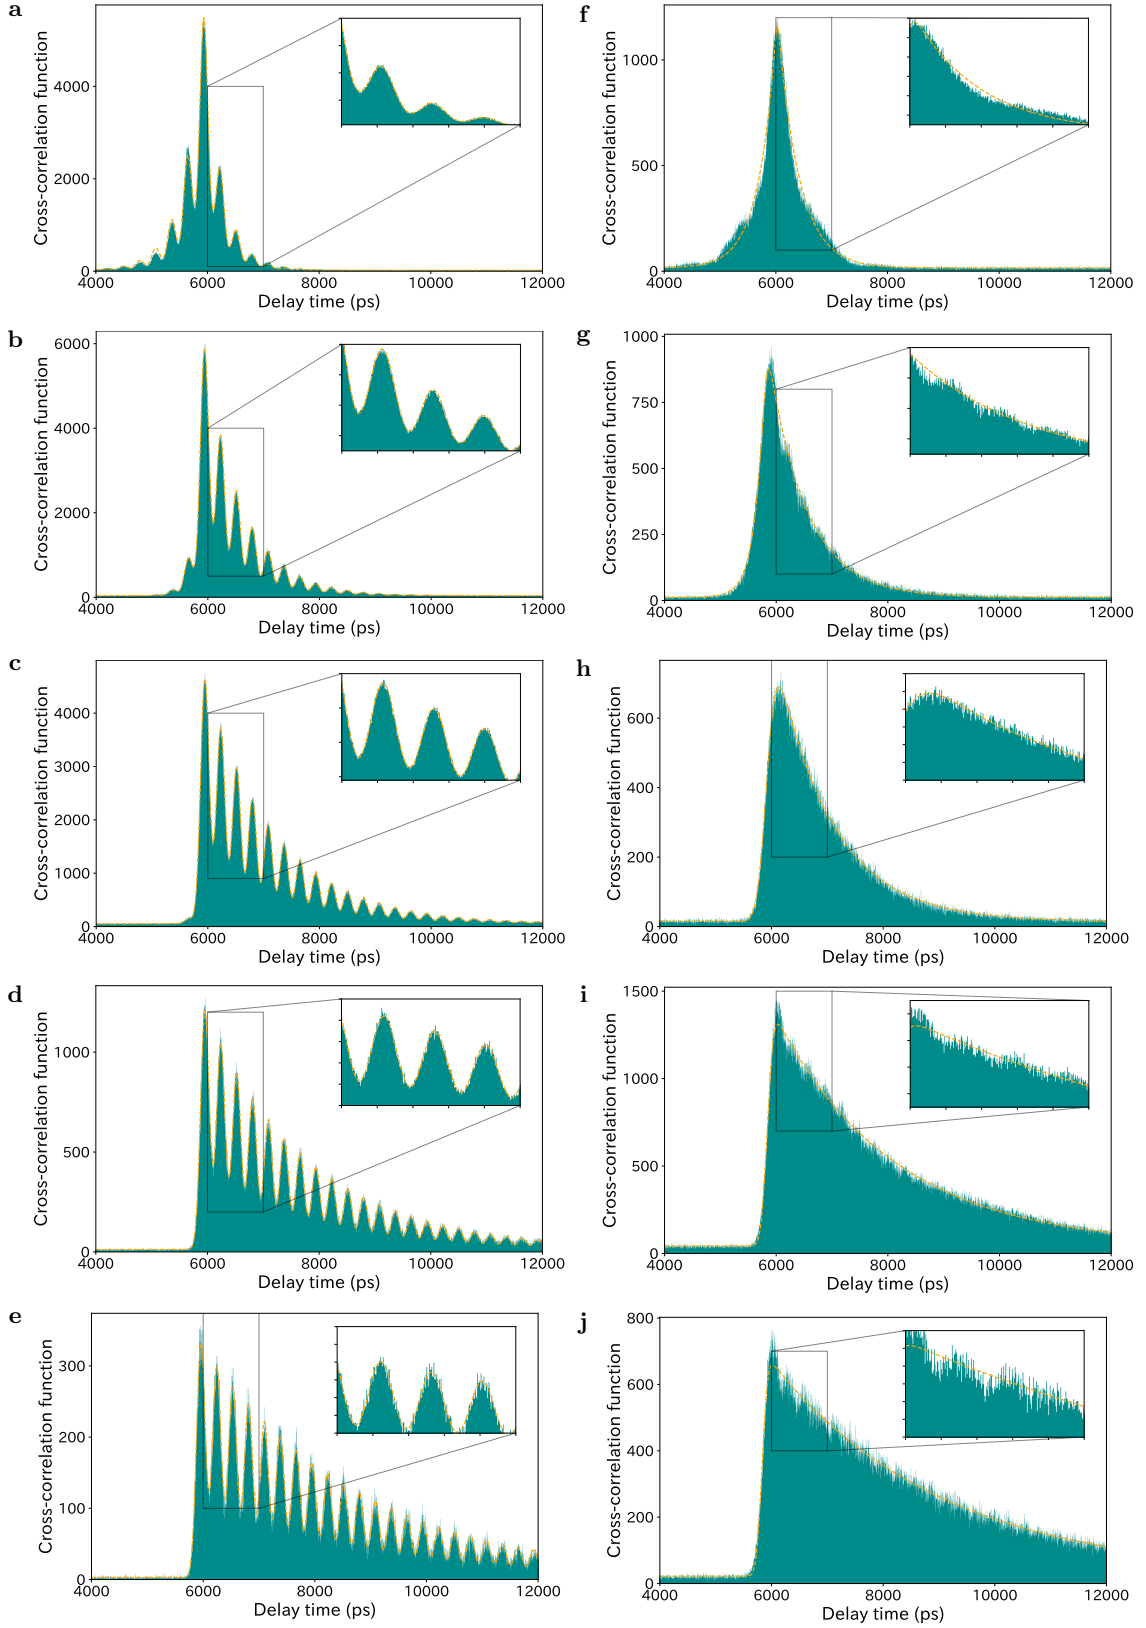 a
Cross-correlation function
4000
2000
0
4000 6000 8000 10000 12000
Delay time (ps)
f
Cross-correlation function
1000
500
0
4000 6000 8000 10000 12000
Delay time (ps)
b
Cross-correlation function
6000
4000
2000
0
4000 6000 8000 10000 12000
Delay time (ps)
g
Cross-correlation function
1000
750
500
250
0
4000 6000 8000 10000 12000
Delay time (ps)
c
Cross-correlation function
4000
3000
2000
1000
0
4000 6000 8000 10000 12000
Delay time (ps)
h
Cross-correlation function
600
400
200
0
4000 6000 8000 10000 12000
Delay time (ps)
d
Cross-correlation function
1000
500
0
4000 6000 8000 10000 12000
Delay time (ps)
i
Cross-correlation function
1500
1000
500
0
4000 6000 8000 10000 12000
Delay time (ps)
e
Cross-correlation function
300
200
100
0
4000 6000 8000 10000 12000
Delay time (ps)
j
Cross-correlation function
800
600
400
200
0
4000 6000 8000 10000 12000
Delay time (ps)